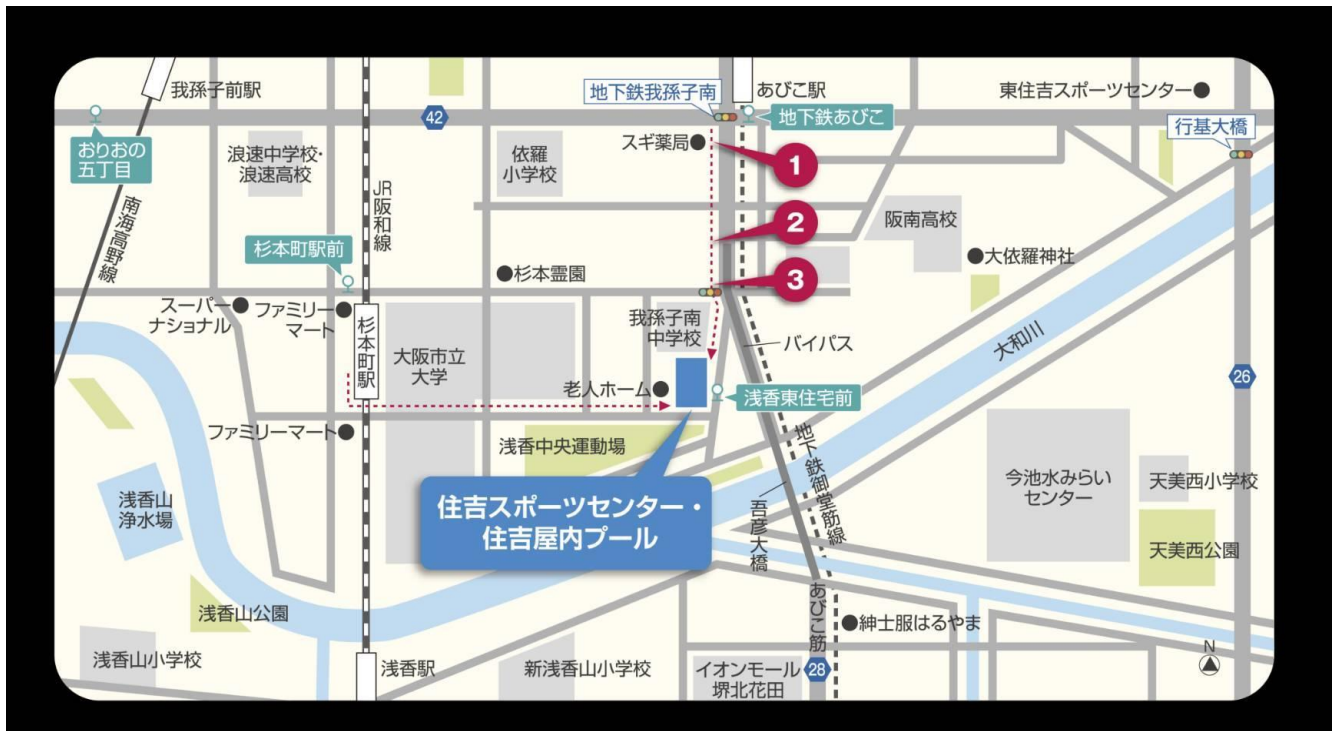 我孫子前駅
地下鉄我孫子南
あびこ駅
東住吉スポーツセンター
42
地下鉄あびこ
行基大橋
おりおの
五丁目
浪速中学校・
浪速高校
依羅
小学校
スギ薬局
1
JR阪和線
南海高野線
阪南高校
2
杉本町駅前
杉本霊園
大依羅神社
3
スーパー
ナショナル
ファミリー
マート
杉本町駅
大阪市立
大学
我孫子南
中学校
バイパス
大和川
老人ホーム
浅香東住宅前
26
ファミリーマート
浅香中央運動場
地下鉄御堂筋線
今池水みらい
センター
天美西小学校
浅香山
浄水場
住吉スポーツセンター・
住吉屋内プール
吾彦大橋
天美西公園
浅香山公園
あびこ筋
紳士服はるやま
浅香山小学校
浅香駅
新浅香山小学校
イオンモール
堺北花田
28
N